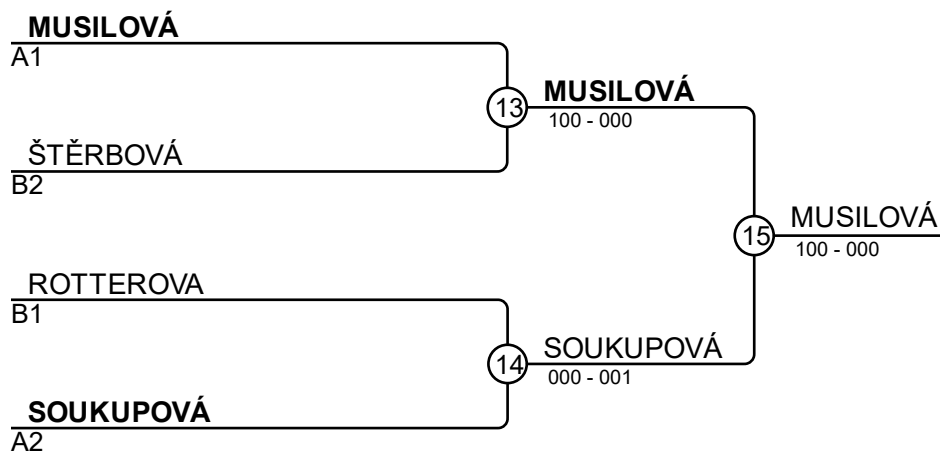 MUSILOVÁ
A1
13
MUSILOVÁ
100 - 000
ŠTĚRBOVÁ
B2
15
MUSILOVÁ
100 - 000
ROTTEROVA
B1
14
SOUKUPOVÁ
000 - 001
SOUKUPOVÁ
A2